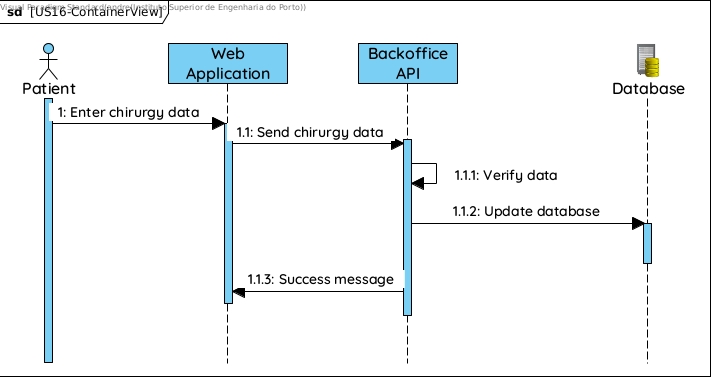 Visual Paradigm Standard(Andre(Instituto Superior de Engenharia do Porto))
sd [US16-ContainerView]
Web
Application
Backoffice
API
Patient
Database
1: Enter chirurgy data
1.1: Send chirurgy data
1.1.1: Verify data
1.1.2: Update database
1.1.3: Success message